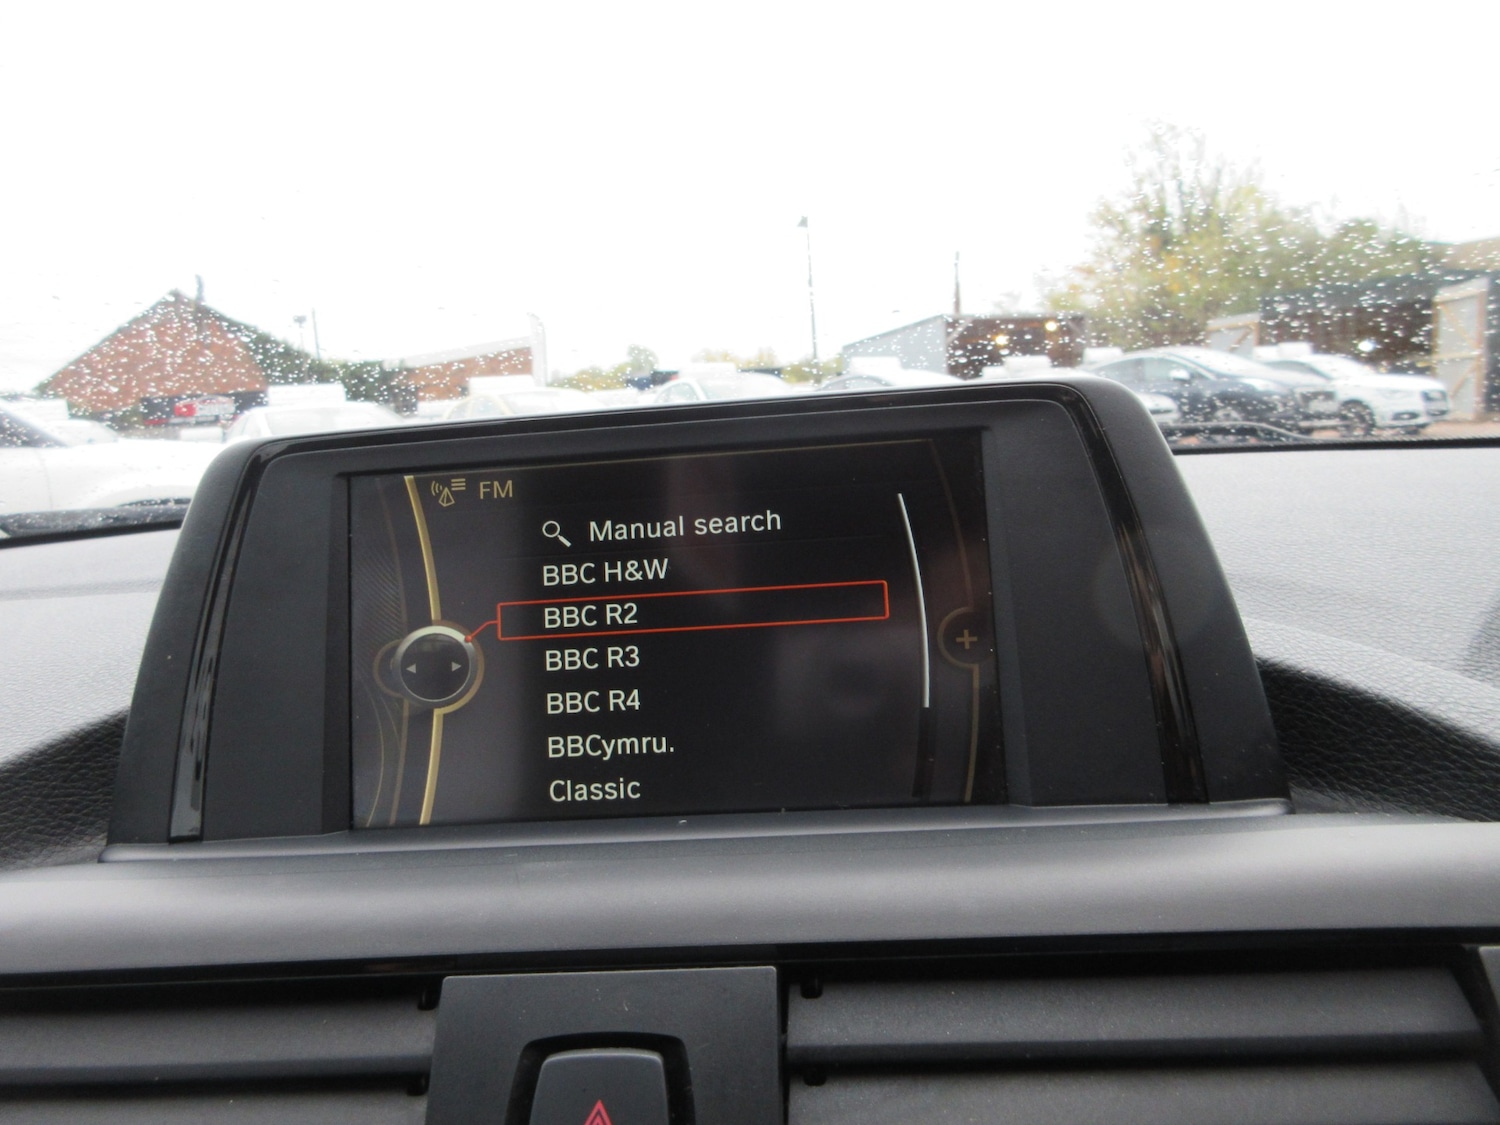 FM
Manual search
BBC H&W
BBC R2
BBC R3
BBC R4
BBCymru.
Classic